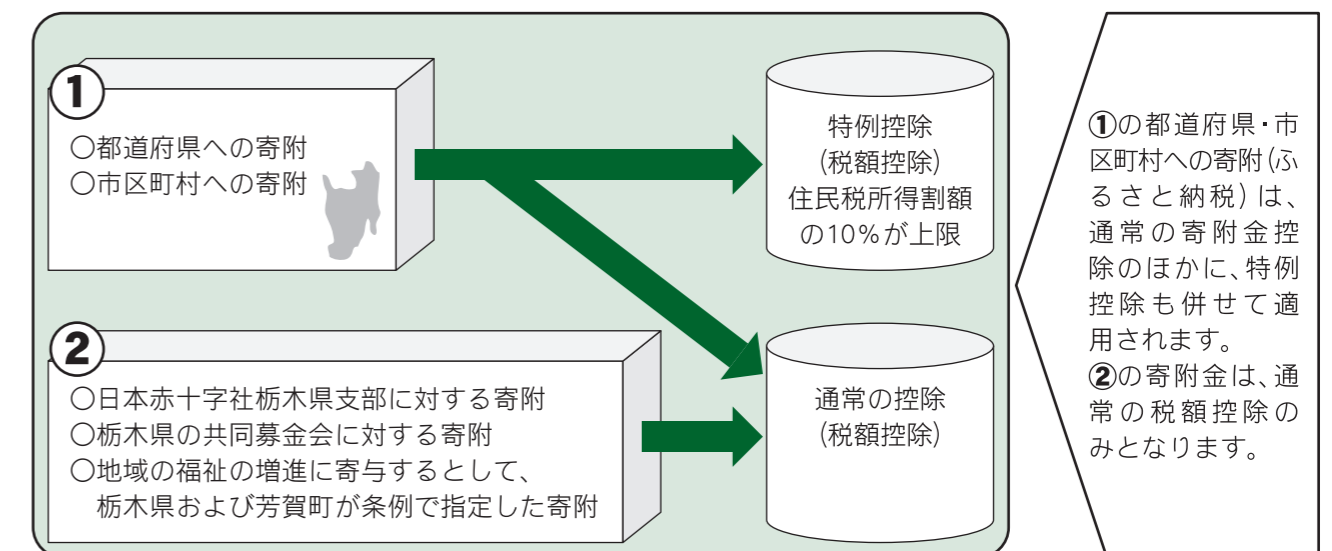 ①
○都道府県への寄附
○市区町村への寄附
特例控除
(税額控除)
住民税所得割額
の10%が上限
②
○日本赤十字社栃木県支部に対する寄附
○栃木県の共同募金会に対する寄附
○地域の福祉の増進に寄与するとして、
栃木県および芳賀町が条例で指定した寄附
通常の控除
(税額控除)
①の都道府県・市
区町村への寄附(ふ
るさと納税)は、
通常の寄附金控
除のほかに、特例
控除も併せて適
用されます。
②の寄附金は、通
常の税額控除の
みとなります。